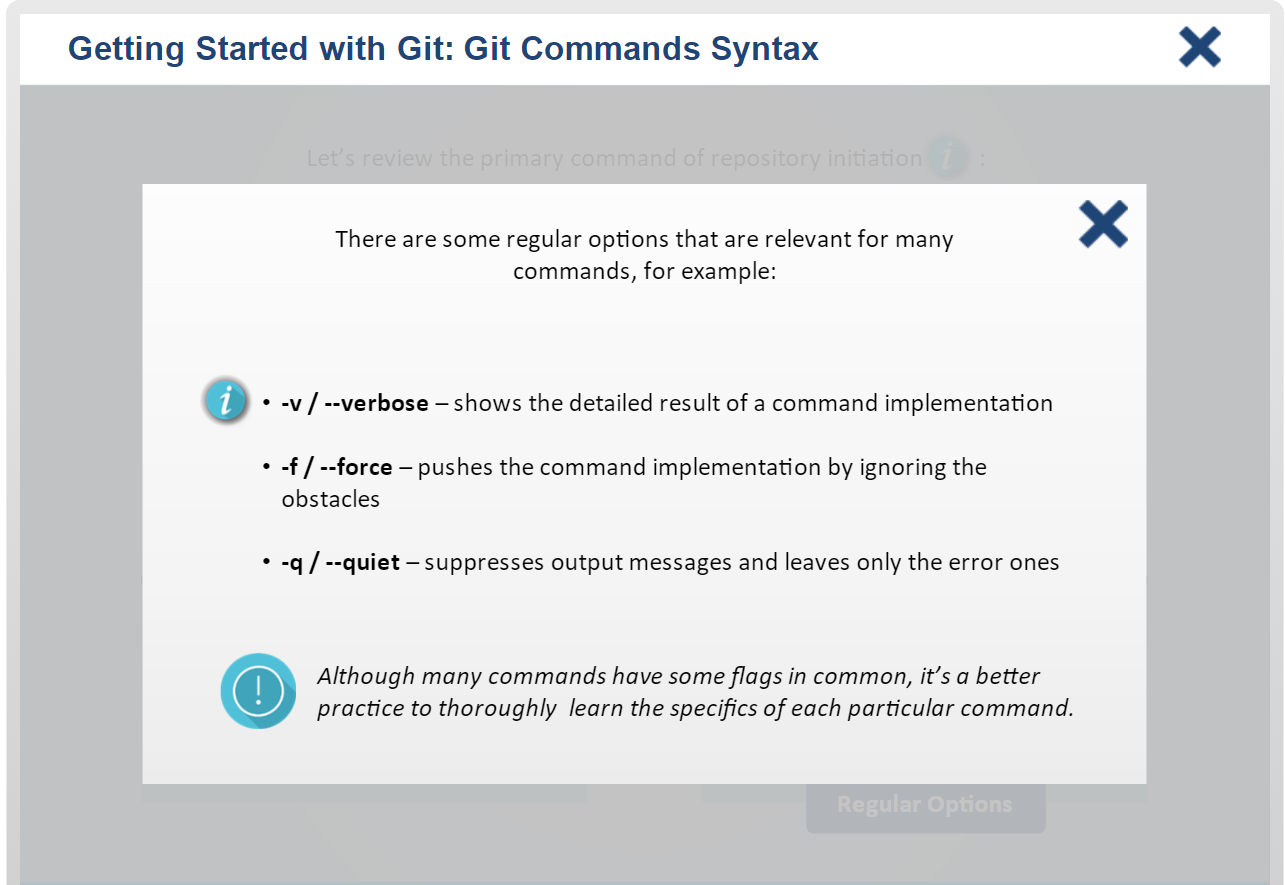 Getting Started with Git: Git Commands Syntax
Let's review the primary command of repository initiation i :
There are some regular options that are relevant for many
commands, for example:
i • -v / --verbose – shows the detailed result of a command implementation
• -f / --force – pushes the command implementation by ignoring the
obstacles
• -q / --quiet – suppresses output messages and leaves only the error ones
! Although many commands have some flags in common, it's a better
practice to thoroughly  learn the specifics of each particular command.
Regular Options